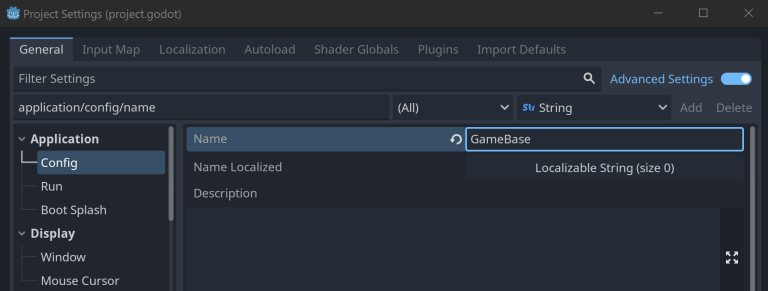 Project Settings (project.godot)
General Input Map Localization Autoload Shader Globals Plugins Import Defaults
Filter Settings Advanced Settings
application/config/name (All) Str String Add Delete
Application
Name GameBase
Config
Name Localized Localizable String (size 0)
Run
Description
Boot Splash
Display
Window
Mouse Cursor